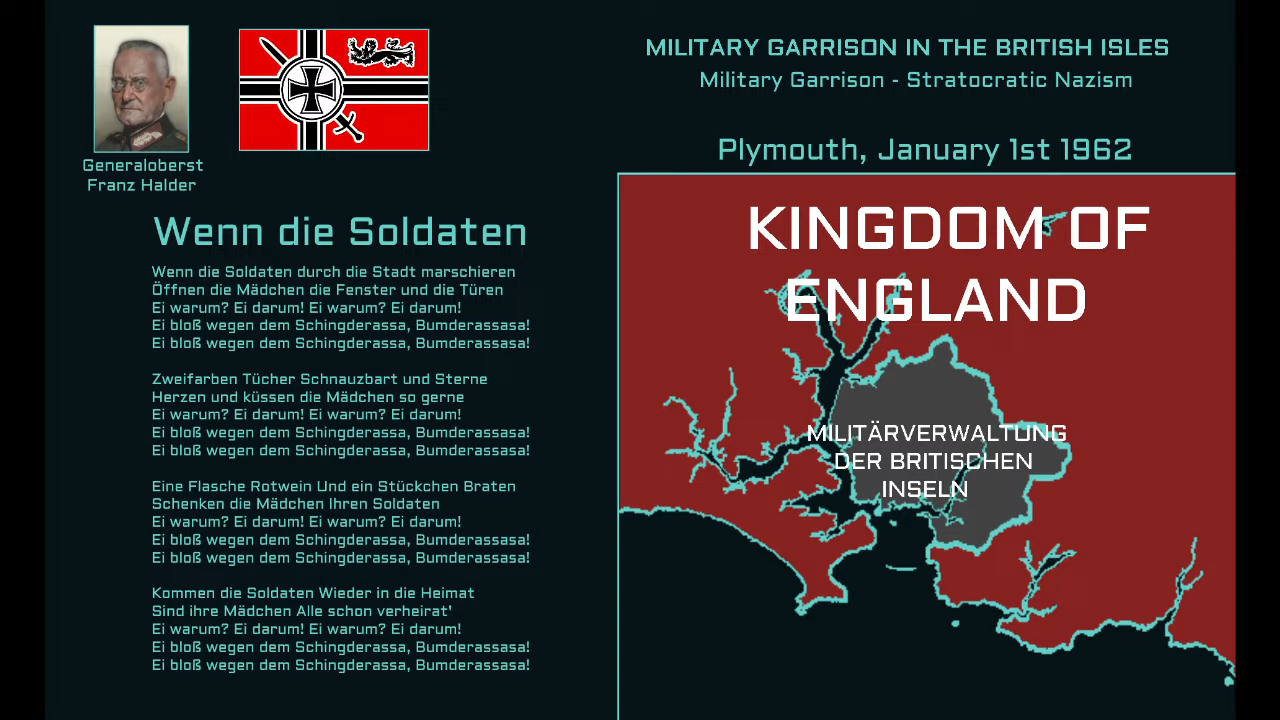 Generaloberst
Franz Halder
MILITARY GARRISON IN THE BRITISH ISLES
Military Garrison - Stratocratic Nazism
Plymouth, January 1st 1962
Wenn die Soldaten
Wenn die Soldaten durch die Stadt marschieren
Öffnen die Mädchen die Fenster und die Türen
Ei warum? Ei darum! Ei warum? Ei darum!
Ei bloß wegen dem Schingderassa, Bumderassasa!
Ei bloß wegen dem Schingderassa, Bumderassasa!
Zweifarben Tücher Schnauzbart und Sterne
Herzen und küssen die Mädchen so gerne
Ei warum? Ei darum! Ei warum? Ei darum!
Ei bloß wegen dem Schingderassa, Bumderassasa!
Ei bloß wegen dem Schingderassa, Bumderassasa!
Eine Flasche Rotwein Und ein Stückchen Braten
Schenken die Mädchen Ihren Soldaten
Ei warum? Ei darum! Ei warum? Ei darum!
Ei bloß wegen dem Schingderassa, Bumderassasa!
Ei bloß wegen dem Schingderassa, Bumderassasa!
Kommen die Soldaten Wieder in die Heimat
Sind ihre Mädchen Alle schon verheirat'
Ei warum? Ei darum! Ei warum? Ei darum!
Ei bloß wegen dem Schingderassa, Bumderassasa!
Ei bloß wegen dem Schingderassa, Bumderassasa!
KINGDOM OF
ENGLAND
MILITÄRVERWALTUNG
DER BRITISCHEN
INSELN